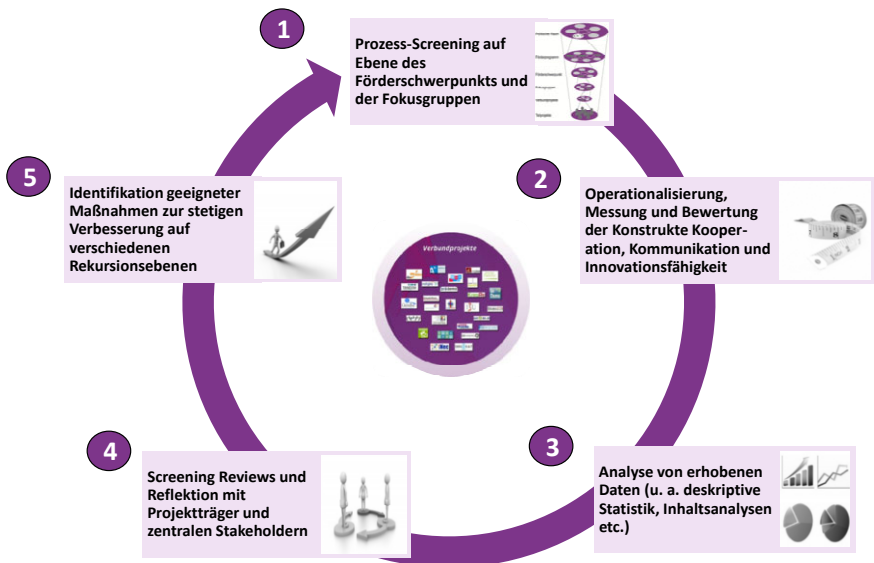 1
Prozess-Screening auf
Ebene des
Förderschwerpunkts und
der Fokusgruppen
2
Operationalisierung,
Messung und Bewertung
der Konstrukte Kooper-
ation, Kommunikation und
Innovationsfähigkeit
3
Analyse von erhobenen
Daten (u. a. deskriptive
Statistik, Inhaltsanalysen
etc.)
4
Screening Reviews und
Reflektion mit
Projektträger und
zentralen Stakeholdern
5
Identifikation geeigneter
Maßnahmen zur stetigen
Verbesserung auf
verschiedenen
Rekursionsebenen
Verbundprojekte